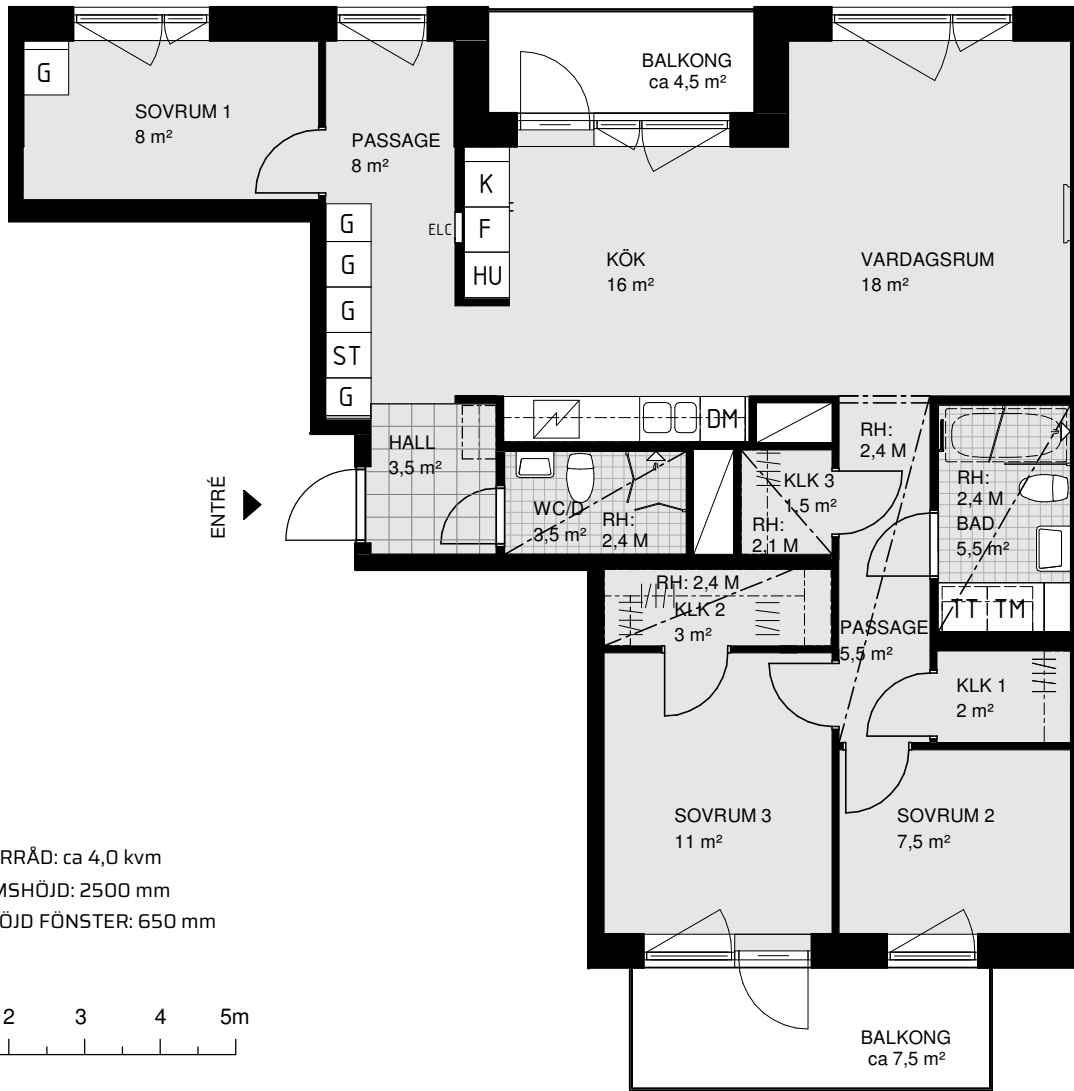 G
SOVRUM 1
8 m²
PASSAGE
8 m²
BALKONG
ca 4,5 m²
K
F
HU
ELC
G
G
G
ST
G
KÖK
16 m²
VARDAGSRUM
18 m²
HALL
3,5 m²
ENTRÉ
DM
WC/D
3,5 m²
RH:
2,4 M
KLK 3
1,5 m²
RH:
2,1 M
RH:
2,4 M
RH:
2,4 M
BAD
5,5 m²
TT
TM
RH: 2,4 M
KLK 2
3 m²
PASSAGE
5,5 m²
KLK 1
2 m²
SOVRUM 3
11 m²
SOVRUM 2
7,5 m²
RRÅD: ca 4,0 kvm
MSHÖJD: 2500 mm
ÖJD FÖNSTER: 650 mm
2 3 4 5m
BALKONG
ca 7,5 m²